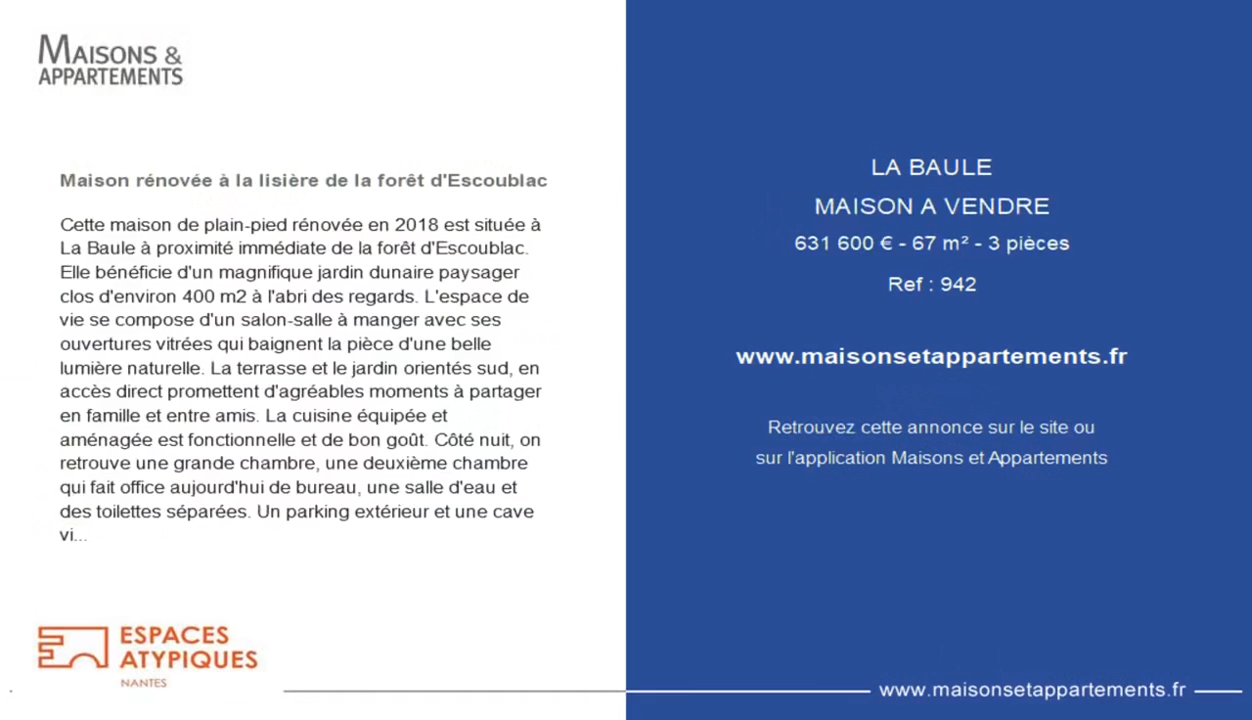 MAISONS &
APPARTEMENTS
Maison rénovée à la lisière de la forêt d'Escoublac
Cette maison de plain-pied rénovée en 2018 est située à
La Baule à proximité immédiate de la forêt d'Escoublac.
Elle bénéficie d'un magnifique jardin dunaire paysager
clos d'environ 400 m2 à l'abri des regards. L'espace de
vie se compose d'un salon-salle à manger avec ses
ouvertures vitrées qui baignent la pièce d'une belle
lumière naturelle. La terrasse et le jardin orientés sud, en
accès direct promettent d'agréables moments à partager
en famille et entre amis. La cuisine équipée et
aménagée est fonctionnelle et de bon goût. Côté nuit, on
retrouve une grande chambre, une deuxième chambre
qui fait office aujourd'hui de bureau, une salle d'eau et
des toilettes séparées. Un parking extérieur et une cave
vi...
ESPACES
ATYPIQUES
NANTES
LA BAULE
MAISON A VENDRE
631 600 € - 67 m² - 3 pièces
Ref : 942
www.maisonsetappartements.fr
Retrouvez cette annonce sur le site ou
sur l'application Maisons et Appartements
www.maisonsetappartements.fr